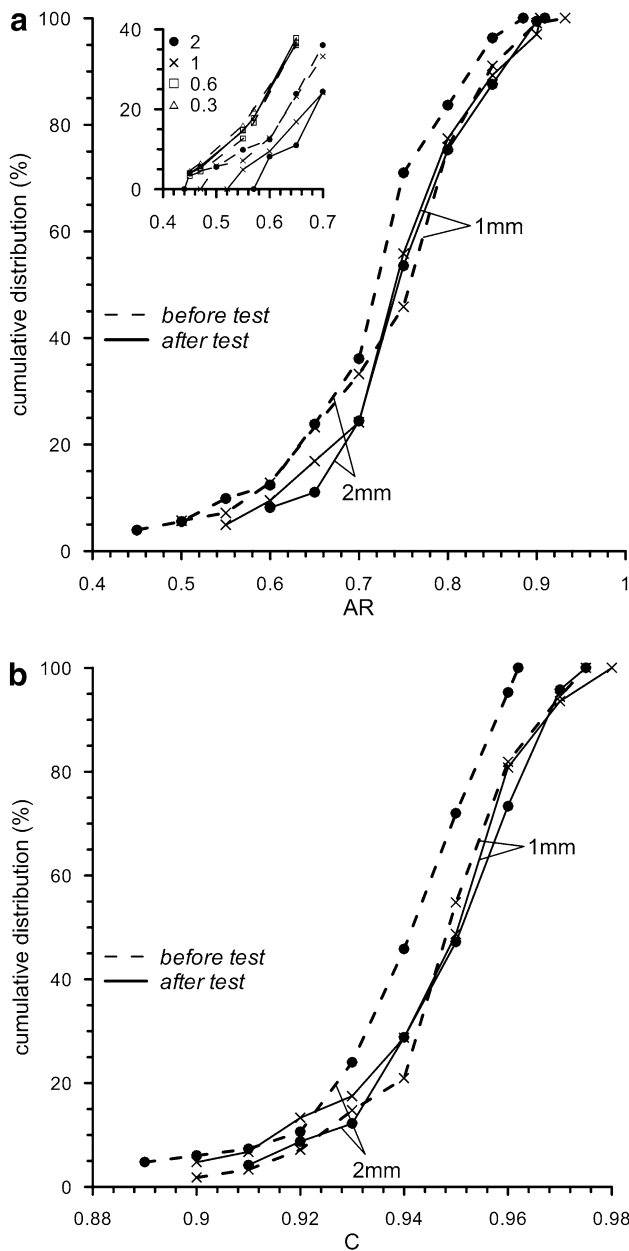 a
100
80
60
40
20
0
cumulative distribution (%)
40
20
0
0.4 0.5 0.6 0.7
2
1
0.6
0.3
before test
after test
1mm
2mm
0.4 0.5 0.6 0.7 0.8 0.9 1
AR
b
100
80
60
40
20
0
cumulative distribution (%)
before test
after test
1mm
2mm
0.88 0.9 0.92 0.94 0.96 0.98
C